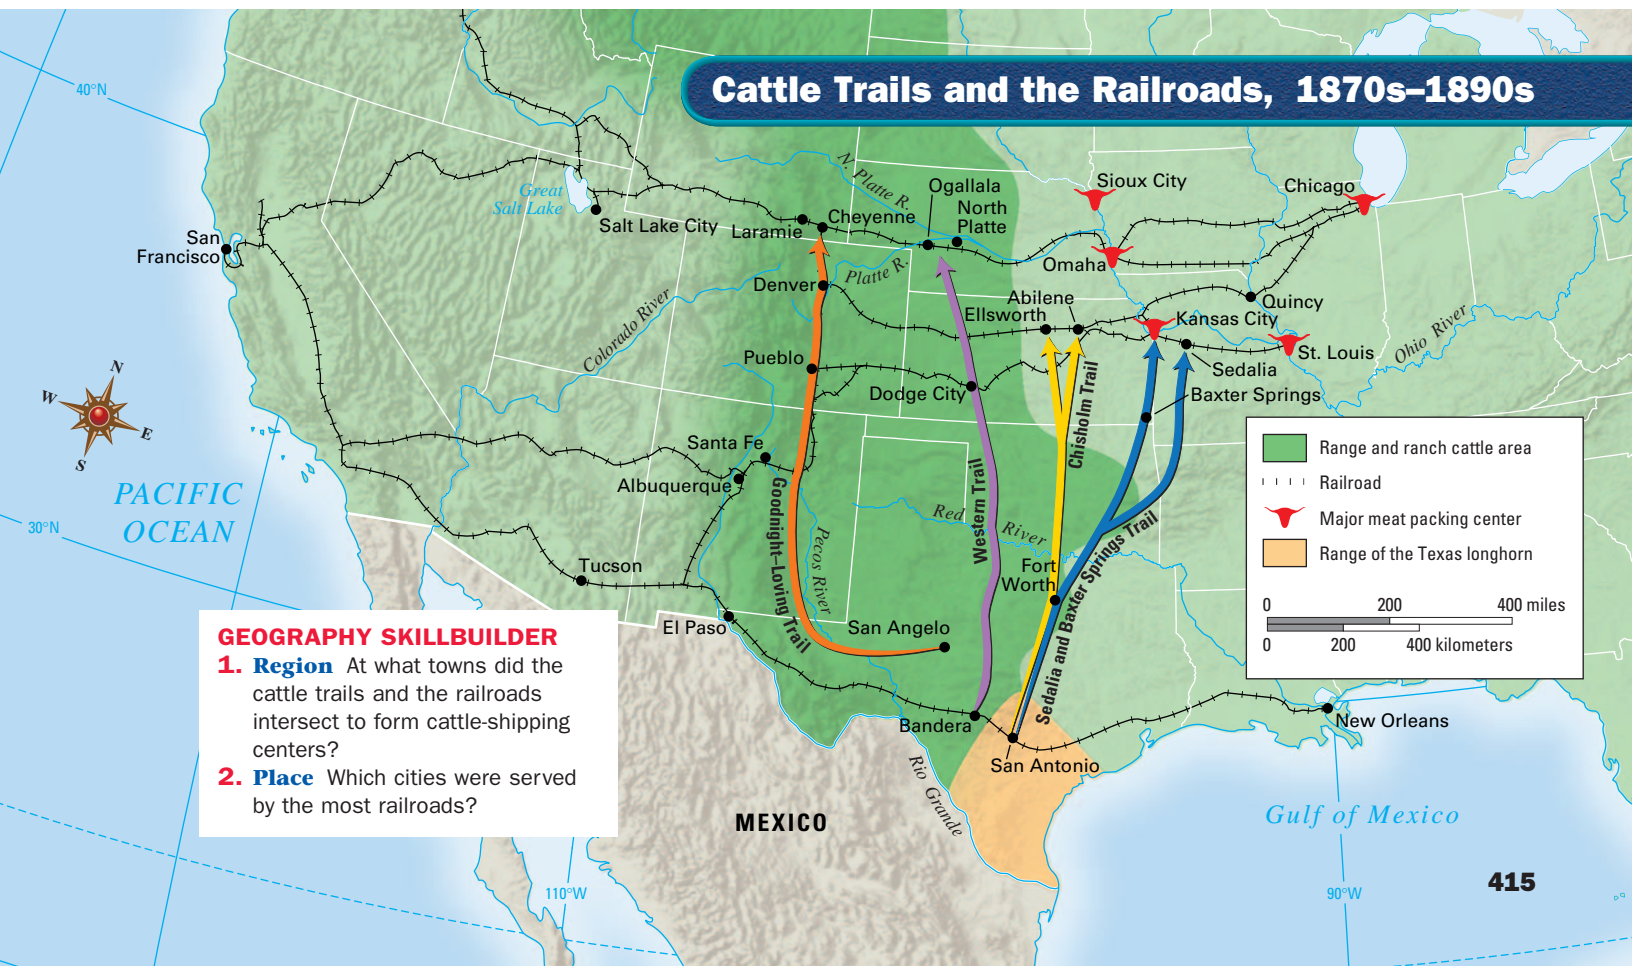 Cattle Trails and the Railroads, 1870s–1890s
40°N
N. Platte R.
Ogallala
North
Platte
Sioux City
Chicago
Great
Salt Lake
Salt Lake City
Laramie
Cheyenne
San
Francisco
Omaha
Platte R.
Denver
Abilene
Ellsworth
Quincy
Kansas City
Colorado River
Ohio River
St. Louis
Pueblo
Sedalia
Dodge City
Baxter Springs
Chisholm Trail
N
W
E
S
Santa Fe
Albuquerque
PACIFIC
OCEAN
30°N
Goodnight–Loving Trail
Pecos River
Western Trail
Red
River
Fort
Worth
Sedalia and Baxter Springs Trail
Tucson
El Paso
San Angelo
Bandera
San Antonio
New Orleans
Rio Grande
MEXICO
Gulf of Mexico
110°W
90°W
Range and ranch cattle area
Railroad
Major meat packing center
Range of the Texas longhorn
0 200 400 miles
0 200 400 kilometers
GEOGRAPHY SKILLBUILDER
1. Region At what towns did the
cattle trails and the railroads
intersect to form cattle-shipping
centers?
2. Place Which cities were served
by the most railroads?
415